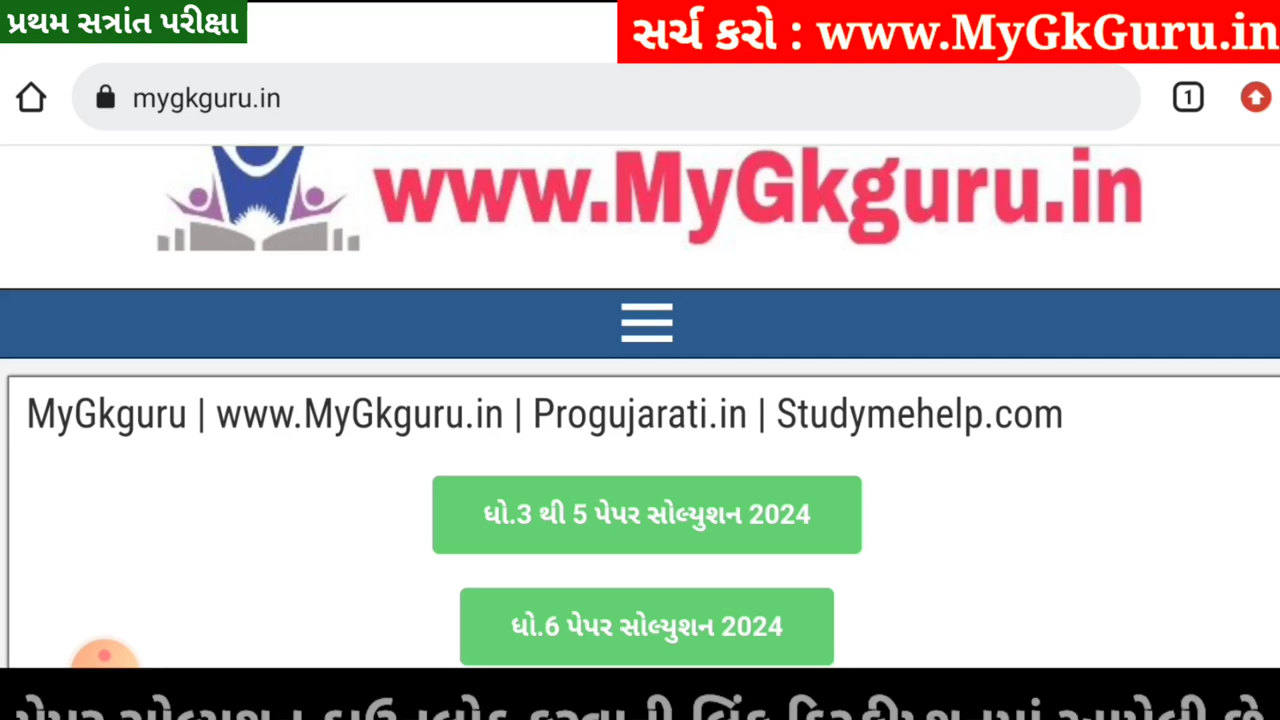 પ્રથમ સત્રાંત પરીક્ષા
સર્ચ કરો : www.MyGkGuru.in
mygkguru.in
1
www.MyGkguru.in
MyGkguru | www.MyGkguru.in | Progujarati.in | Studymehelp.com
ધો.3 થી 5 પેપર સોલ્યુશન 2024
ધો.6 પેપર સોલ્યુશન 2024